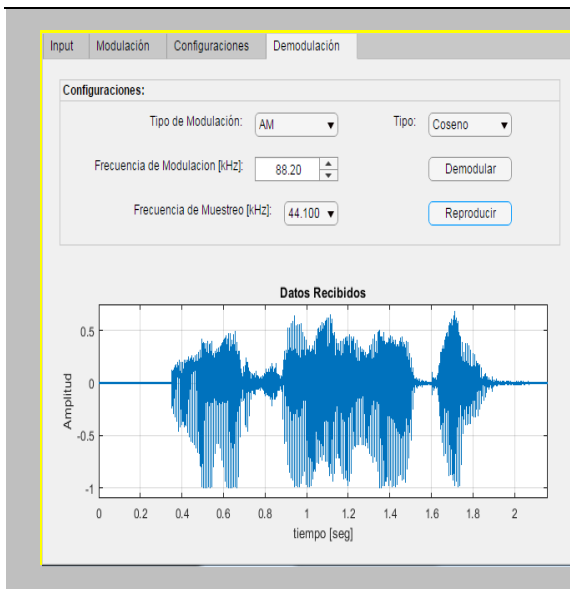 Input Modulación Configuraciones Demodulación
Configuraciones:
Tipo de Modulación: AM Tipo: Coseno
Frecuencia de Modulacion [kHz]: 88.20 Demodular
Frecuencia de Muestreo [kHz]: 44.100 Reproducir
Datos Recibidos
0.5
0
-0.5
-1
Amplitud
0 0.2 0.4 0.6 0.8 1 1.2 1.4 1.6 1.8 2
tiempo [seg]